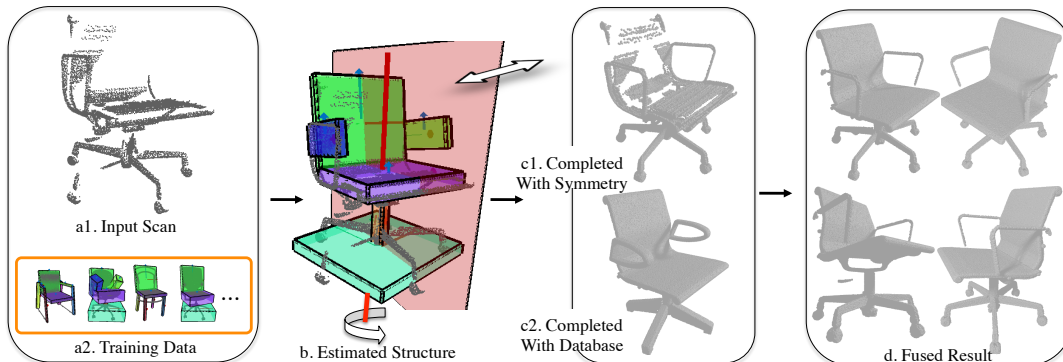 a1. Input Scan
...
a2. Training Data
b. Estimated Structure
c1. Completed
With Symmetry
c2. Completed
With Database
d. Fused Result